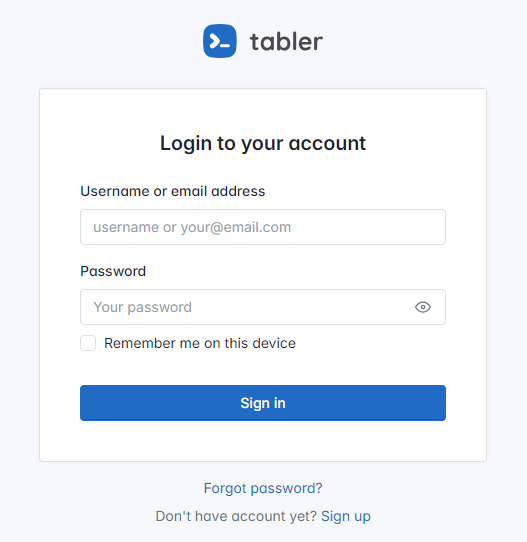 tabler
Login to your account
Username or email address
username or your@email.com
Password
Your password
Remember me on this device
Sign in
Forgot password?
Don't have account yet? Sign up